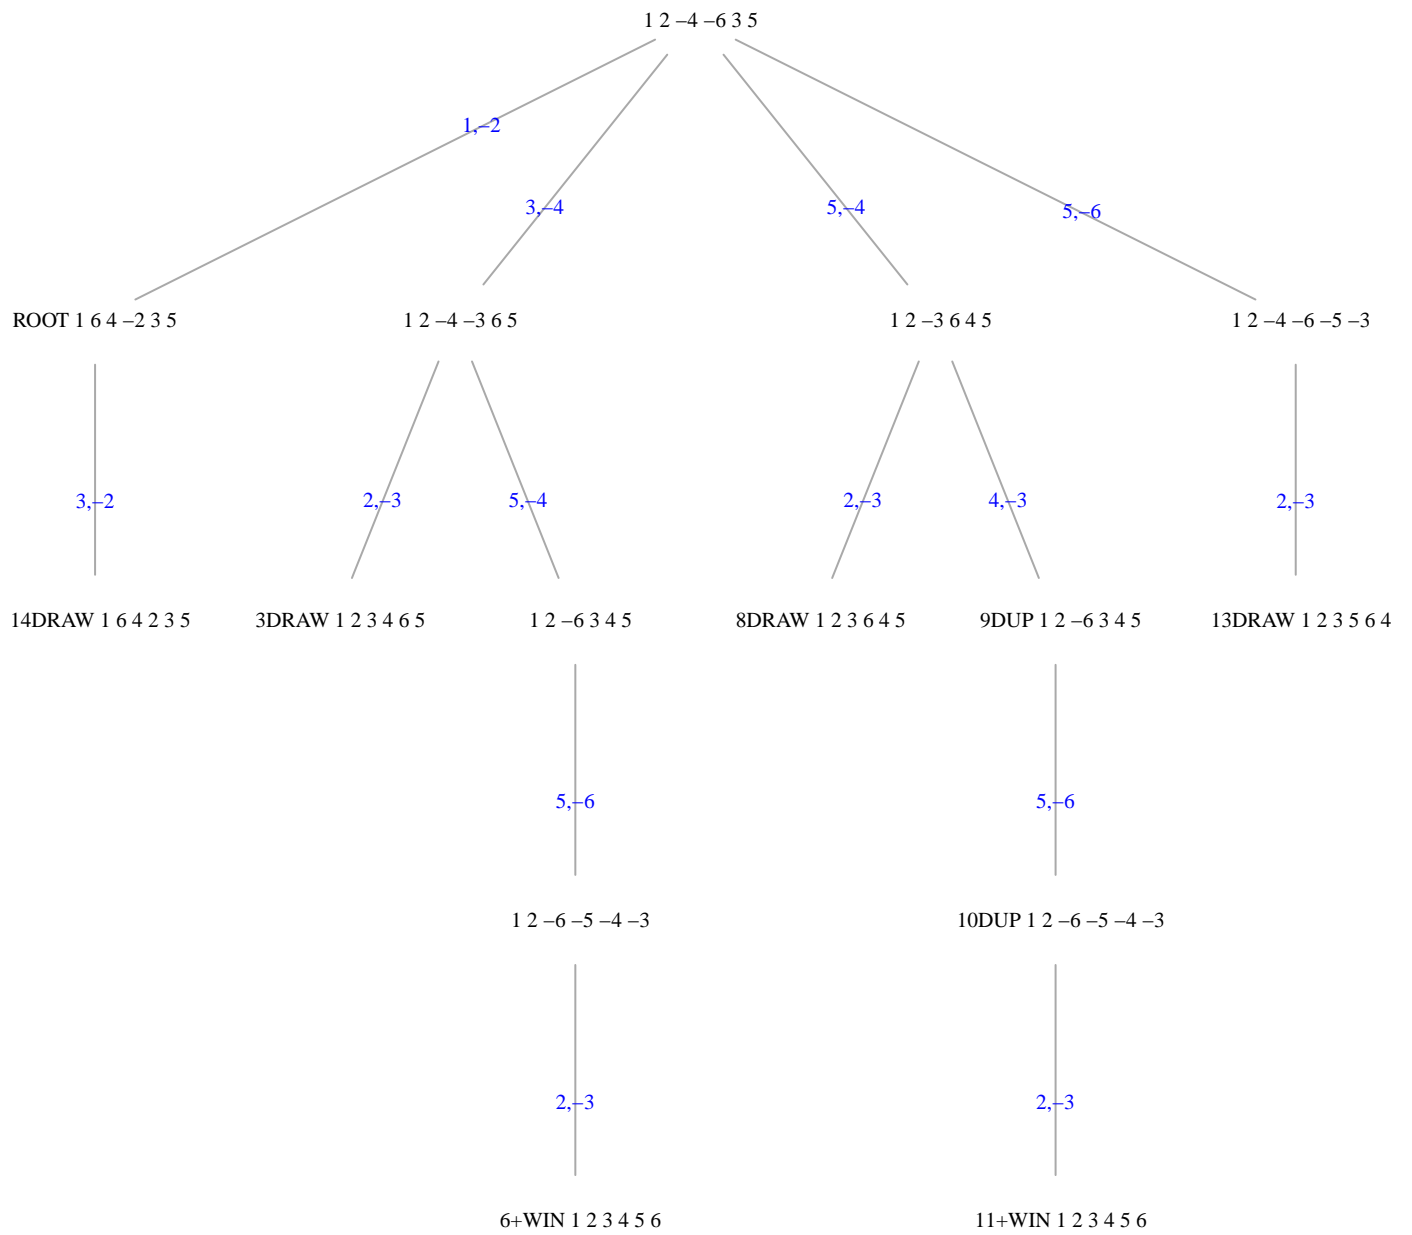 1 2 –4 –6 3 5
1,–2
3,–4
5,–4
5,–6
ROOT 1 6 4 –2 3 5
1 2 –4 –3 6 5
1 2 –3 6 4 5
1 2 –4 –6 –5 –3
3,–2
2,–3
5,–4
2,–3
4,–3
2,–3
14DRAW 1 6 4 2 3 5
3DRAW 1 2 3 4 6 5
1 2 –6 3 4 5
8DRAW 1 2 3 6 4 5
9DUP 1 2 –6 3 4 5
13DRAW 1 2 3 5 6 4
5,–6
5,–6
1 2 –6 –5 –4 –3
10DUP 1 2 –6 –5 –4 –3
2,–3
2,–3
6+WIN 1 2 3 4 5 6
11+WIN 1 2 3 4 5 6